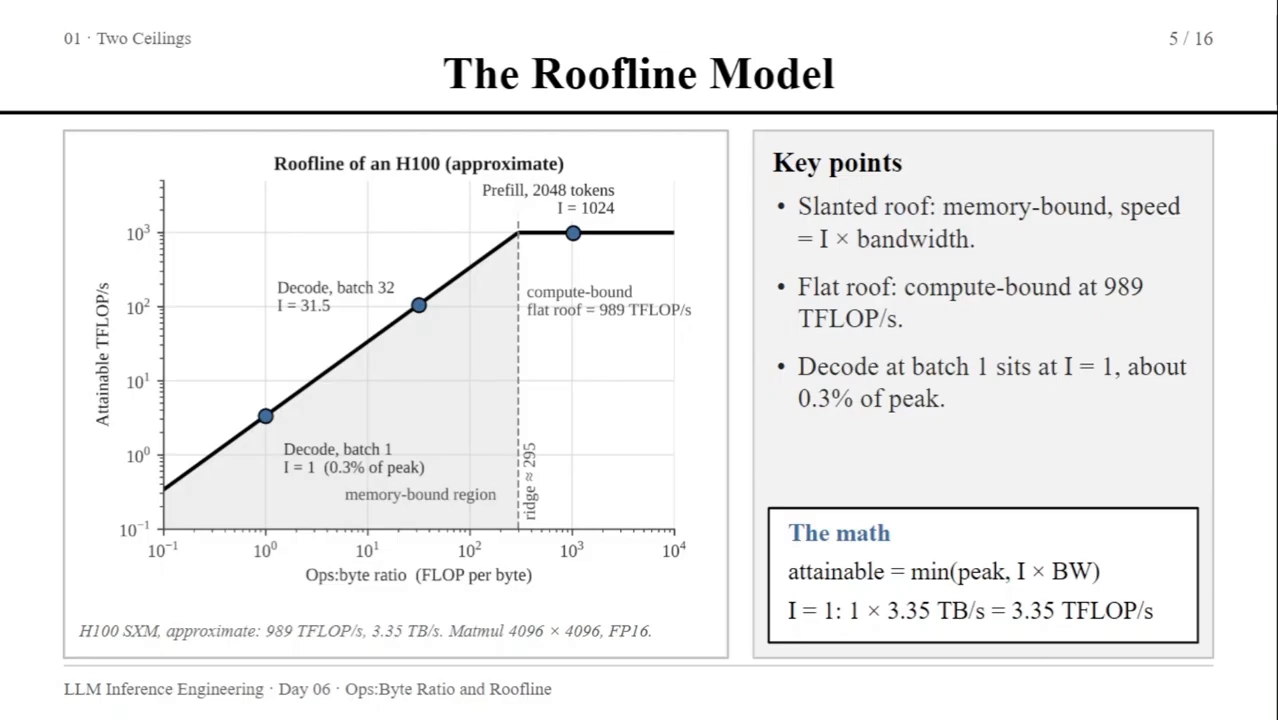 01 · Two Ceilings
5 / 16
The Roofline Model
Roofline of an H100 (approximate)
Prefill, 2048 tokens
I = 1024
Decode, batch 32
I = 31.5
compute-bound
flat roof = 989 TFLOP/s
Decode, batch 1
I = 1 (0.3% of peak)
memory-bound region
ridge ≈ 295
Attainable TFLOP/s
10³
10²
10¹
10⁰
10⁻¹
10⁻¹ 10⁰ 10¹ 10² 10³ 10⁴
Ops:byte ratio (FLOP per byte)
H100 SXM, approximate: 989 TFLOP/s, 3.35 TB/s. Matmul 4096 × 4096, FP16.
Key points
• Slanted roof: memory-bound, speed
= I × bandwidth.
• Flat roof: compute-bound at 989
TFLOP/s.
• Decode at batch 1 sits at I = 1, about
0.3% of peak.
The math
attainable = min(peak, I × BW)
I = 1: 1 × 3.35 TB/s = 3.35 TFLOP/s
LLM Inference Engineering · Day 06 · Ops:Byte Ratio and Roofline